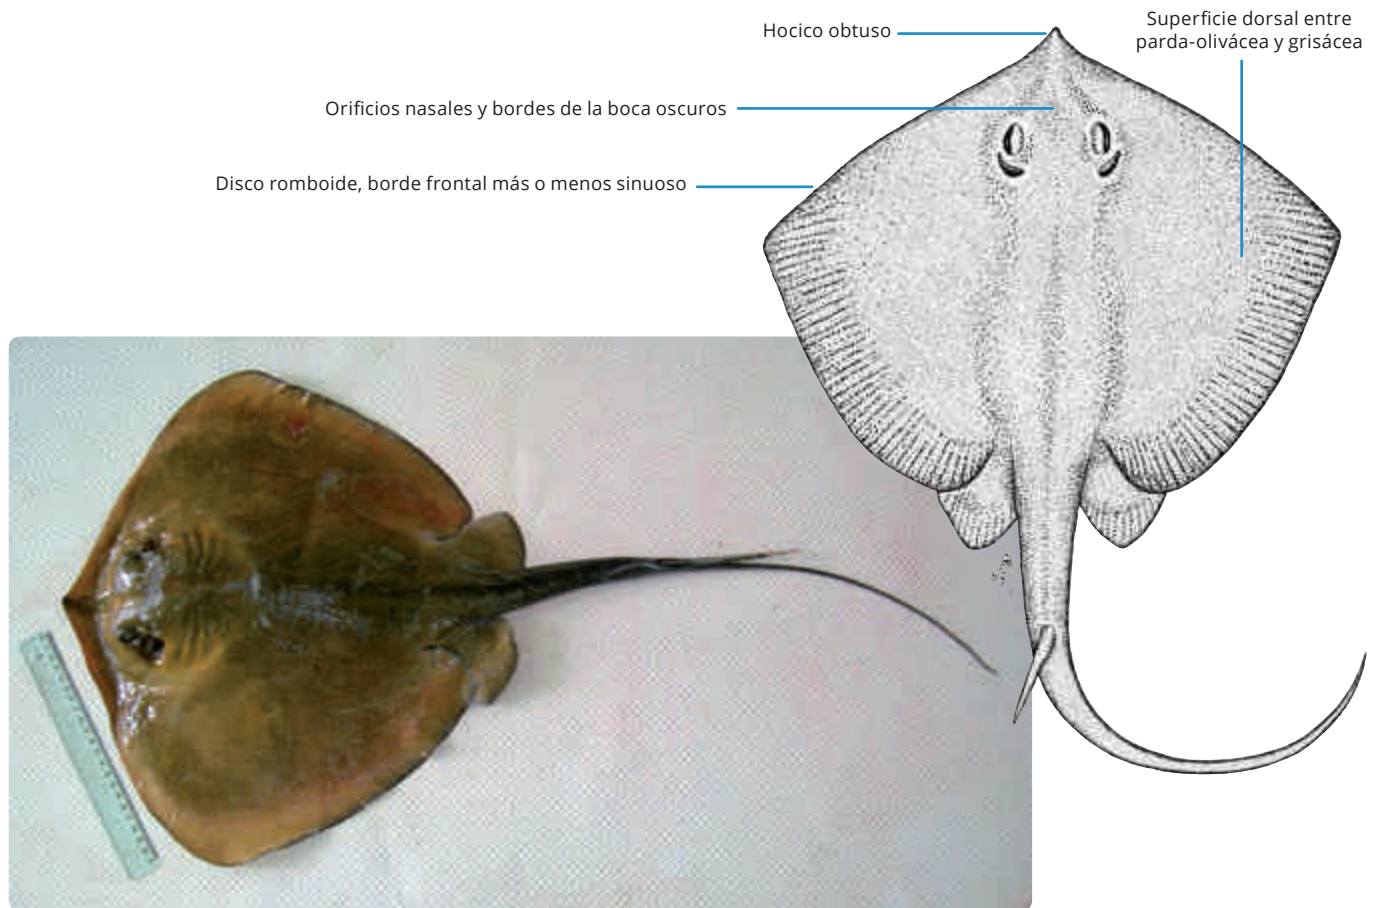 Hocico obtuso
Superficie dorsal entre
parda-olivácea y grisácea
Orificios nasales y bordes de la boca oscuros
Disco romboide, borde frontal más o menos sinuoso